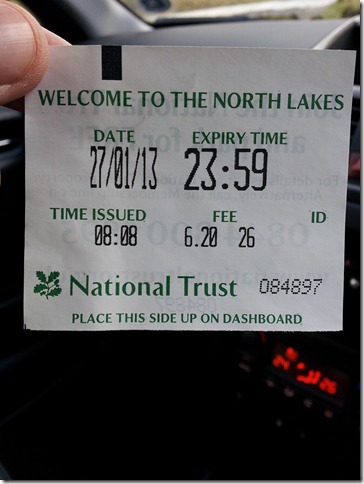 WELCOME TO THE NORTH LAKES
DATE EXPIRY TIME
27/01/13 23:59
TIME ISSUED FEE ID
08:08 6.20 26
National Trust 084897
PLACE THIS SIDE UP ON DASHBOARD